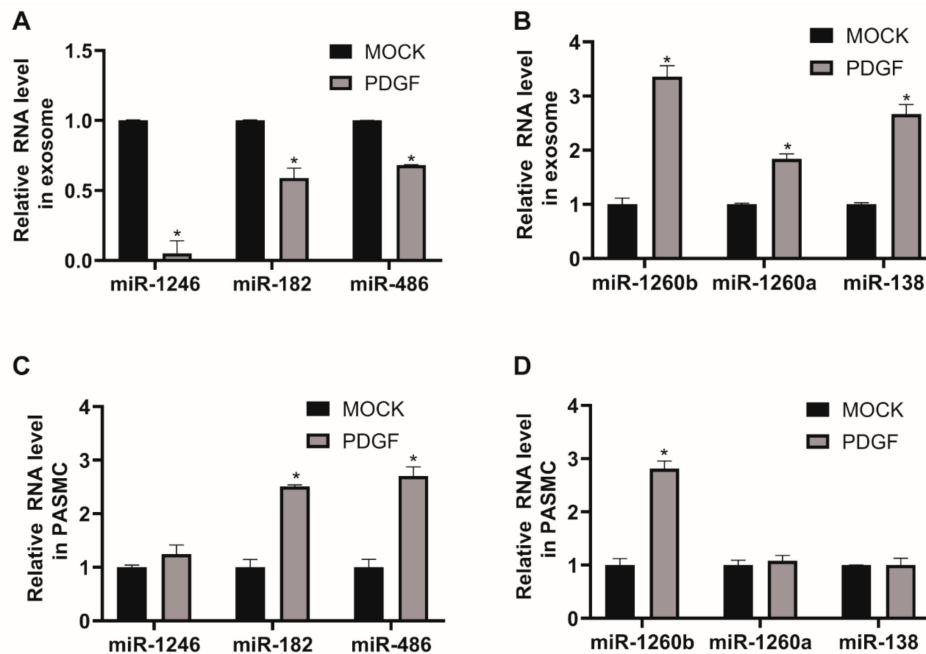 A
Relative RNA level
in exosome
1.5
1.0
0.5
0.0
MOCK
PDGF
*
*
*
miR-1246 miR-182 miR-486
B
Relative RNA level
in exosome
4
3
2
1
0
MOCK
PDGF
*
*
*
miR-1260b miR-1260a miR-138
C
Relative RNA level
in PASMC
4
3
2
1
0
MOCK
PDGF
*
*
miR-1246 miR-182 miR-486
D
Relative RNA level
in PASMC
4
3
2
1
0
MOCK
PDGF
*
miR-1260b miR-1260a miR-138